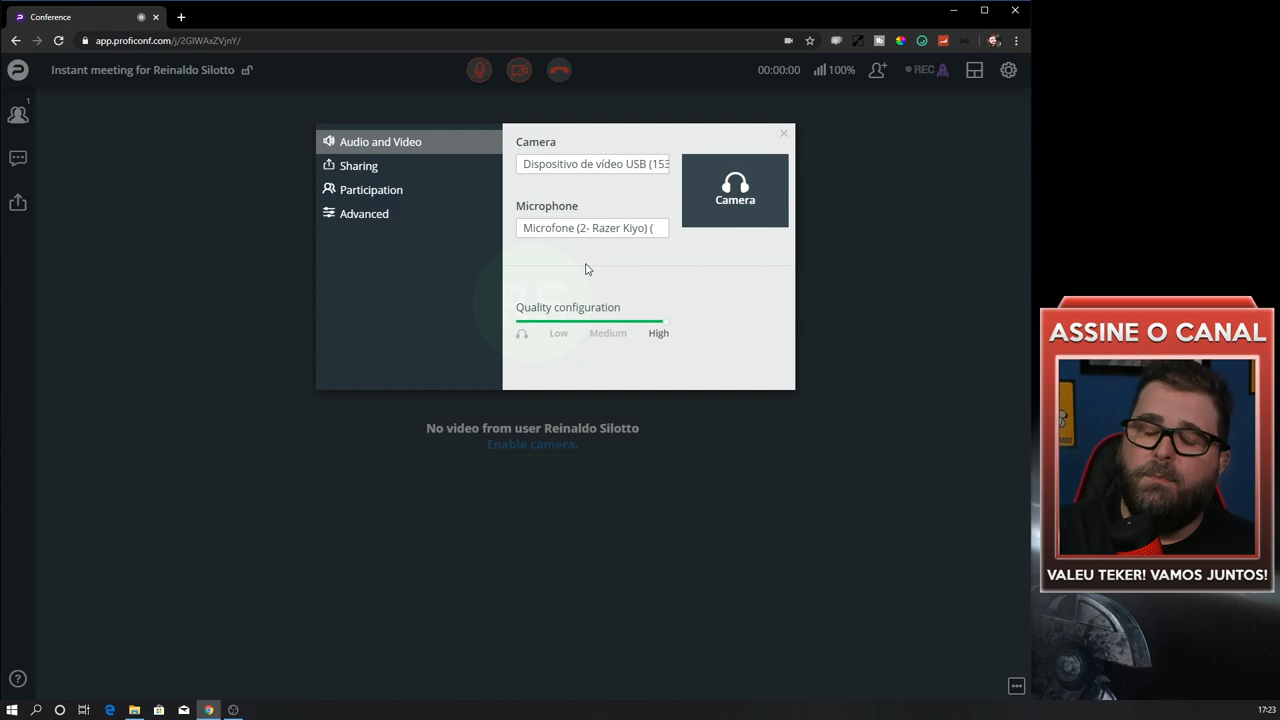 Conference
app.proficonf.com/j/2GIWAxZVjnY/
Instant meeting for Reinaldo Silotto
00:00:00
100%
REC
1
Audio and Video
Sharing
Participation
Advanced
Camera
Dispositivo de vídeo USB (153
Camera
Microphone
Microfone (2- Razer Kiyo) (
Quality configuration
Low
Medium
High
No video from user Reinaldo Silotto
Enable camera.
ASSINE O CANAL
VALEU TEKER! VAMOS JUNTOS!
17:23